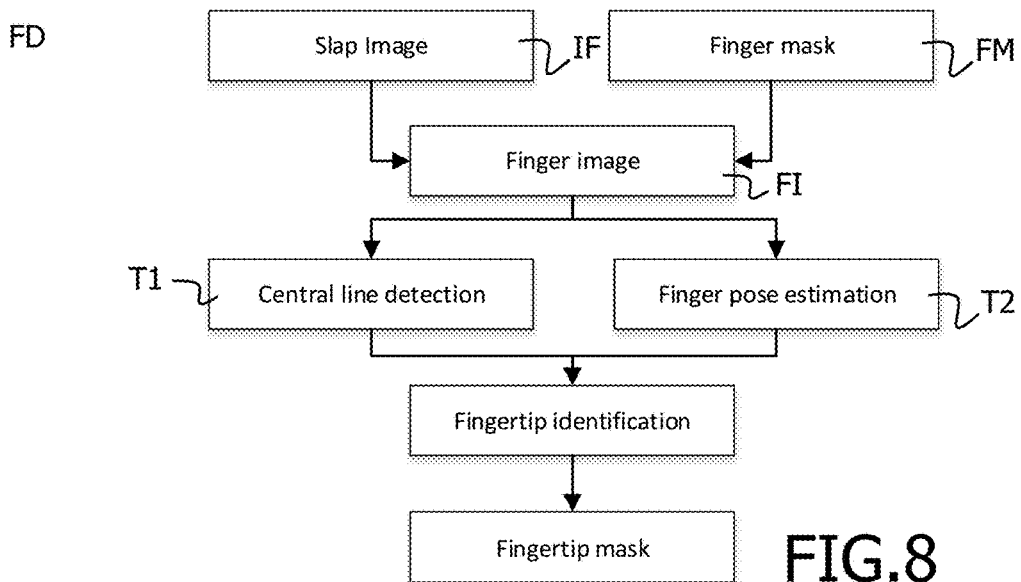 FD
Slap Image
IF
Finger mask
FM
Finger image
FI
T1
Central line detection
Finger pose estimation
T2
Fingertip identification
Fingertip mask
FIG.8